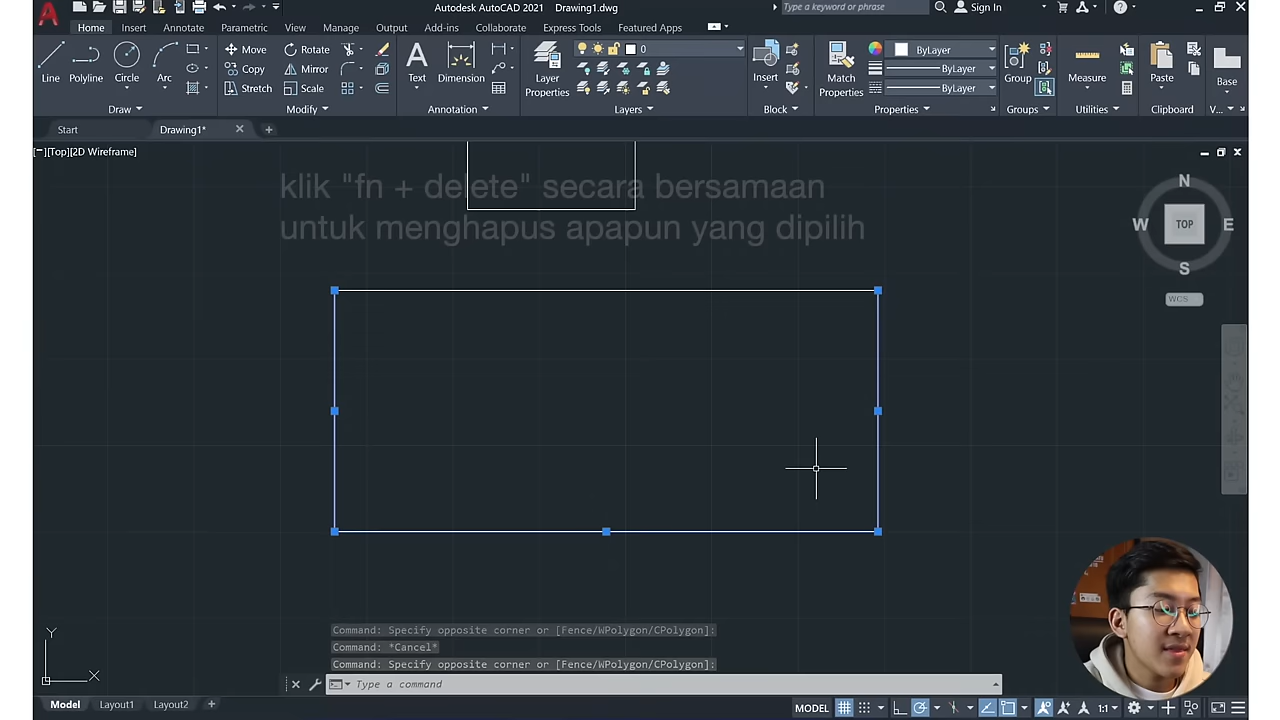 Autodesk AutoCAD 2021 Drawing1.dwg
Type a keyword or phrase
Sign In
Home Insert Annotate Parametric View Manage Output Add-ins Collaborate Express Tools Featured Apps
Line Polyline Circle Arc
Move Rotate
Copy Mirror
Stretch Scale
Text Dimension
Layer Properties
0
Insert
Match Properties
ByLayer
ByLayer
ByLayer
Group
Measure
Paste
Base
Draw Modify Annotation Layers Block Properties Groups Utilities Clipboard V...
Start Drawing1*
[−][Top][2D Wireframe]
klik "fn + delete" secara bersamaan
untuk menghapus apapun yang dipilih
N
W TOP E
S
WCS
Command: Specify opposite corner or [Fence/WPolygon/CPolygon]:
Command: *Cancel*
Command: Specify opposite corner or [Fence/WPolygon/CPolygon]:
Type a command
Y
X
Model Layout1 Layout2
MODEL
1:1